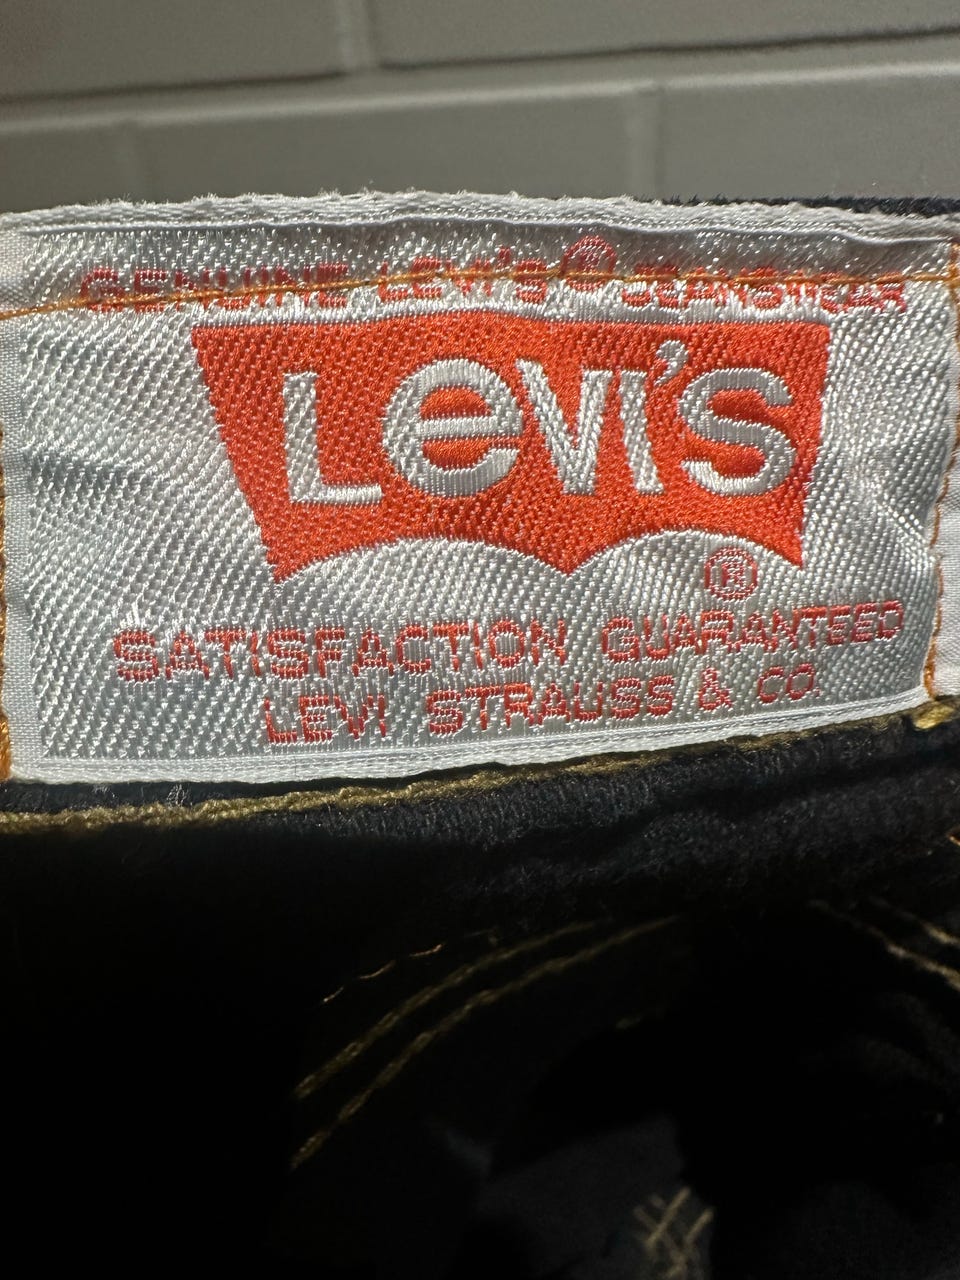 GENUINE LEVI'S® JEANSWEAR
Levi's
®
SATISFACTION GUARANTEED
LEVI STRAUSS & CO.